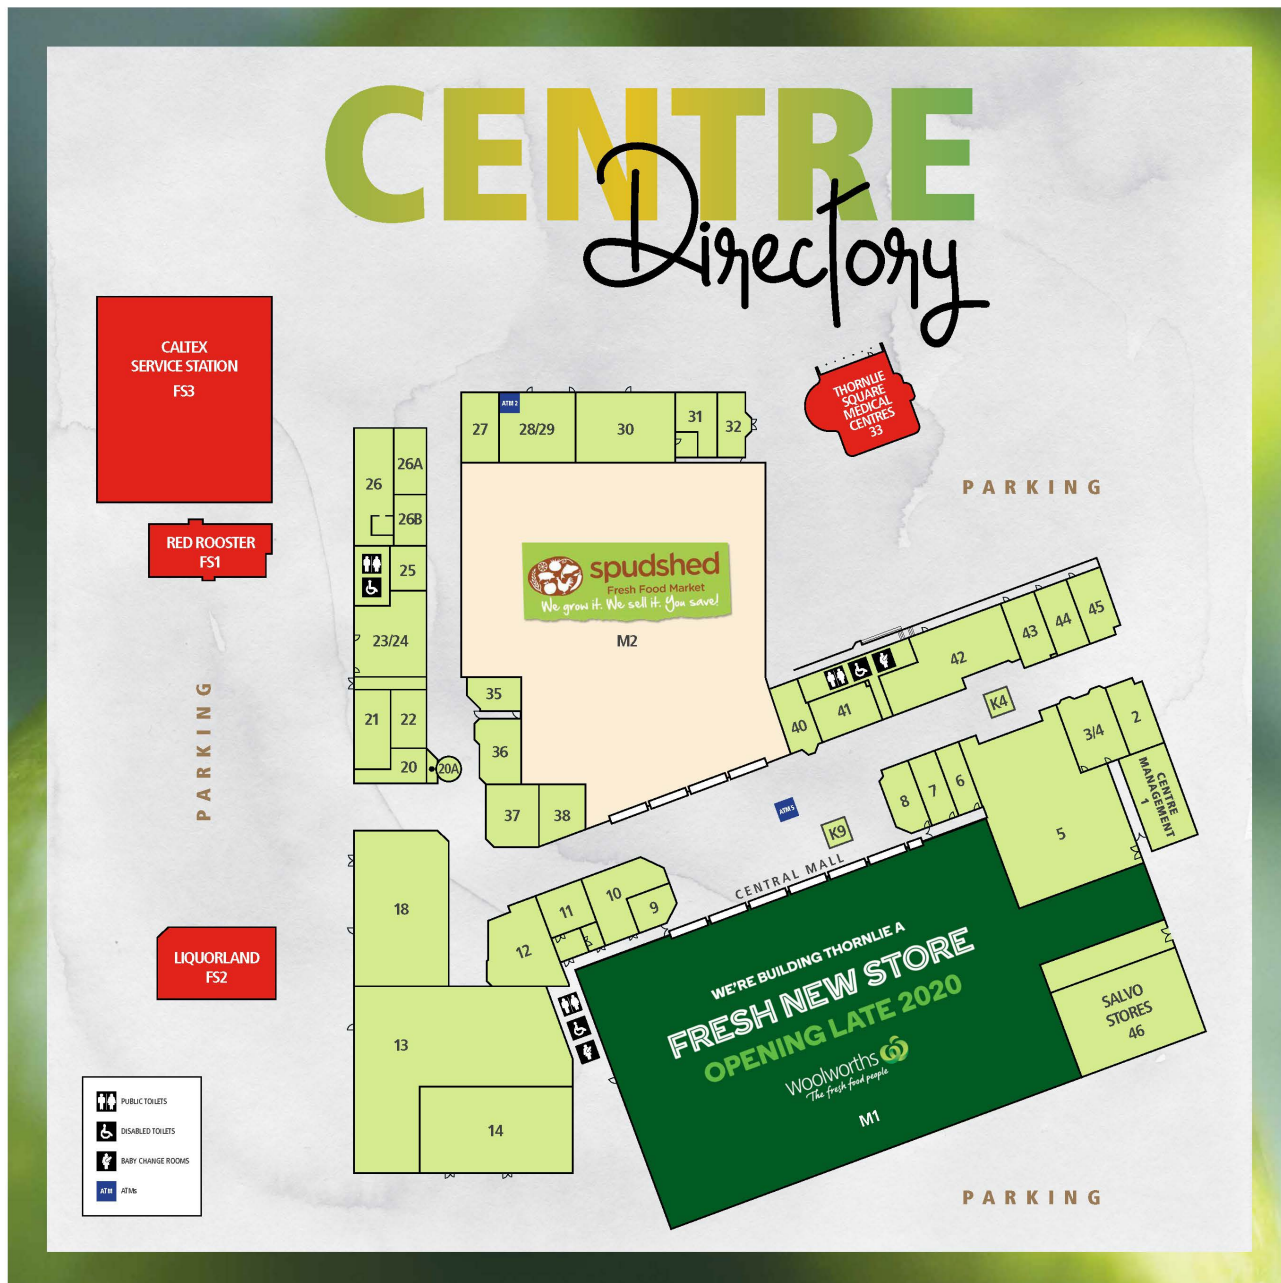 CENTRE
Directory
CALTEX
SERVICE STATION
FS3
RED ROOSTER
FS1
THORNLIE
SQUARE
MEDICAL
CENTRES
33
PARKING
27
ATM 2
28/29
30
31
32
26
26A
26B
25
23/24
21
22
20
20A
spudshed
Fresh Food Market
We grow it. We sell it. You save!
M2
35
36
37
38
40
41
42
43
44
45
K4
PARKING
2
3/4
CENTRE
MANAGEMENT
1
5
6
7
8
ATM 5
K9
CENTRAL MALL
9
10
11
12
18
LIQUORLAND
FS2
13
14
WE'RE BUILDING THORNLIE A
FRESH NEW STORE
OPENING LATE 2020
woolworths
The fresh food people
M1
SALVO
STORES
46
PUBLIC TOILETS
DISABLED TOILETS
BABY CHANGE ROOMS
ATM ATMs
PARKING